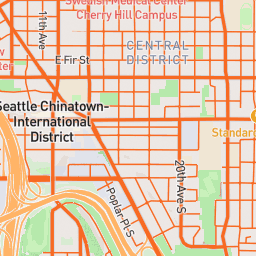 Swedish Medical Center
Cherry Hill Campus
11th Ave
CENTRAL
DISTRICT
E Fir St
Seattle Chinatown-
International
District
Standard
20th Ave S
Poplar Pl S